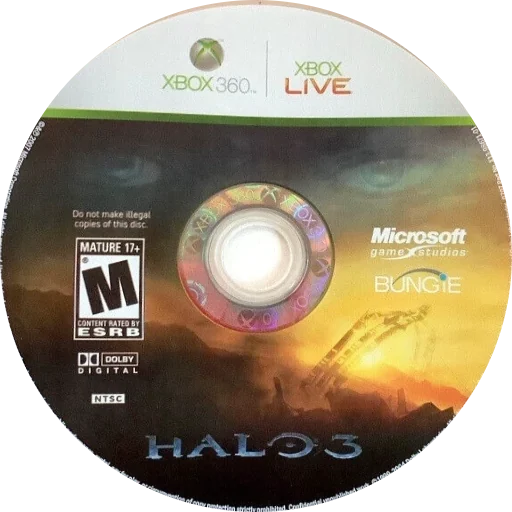 XBOX 360™
XBOX
LIVE
Do not make illegal
copies of this disc.
MATURE 17+
M
CONTENT RATED BY
ESRB
DOLBY
DIGITAL
NTSC
Microsoft
game studios
BUNGIE
HALO 3